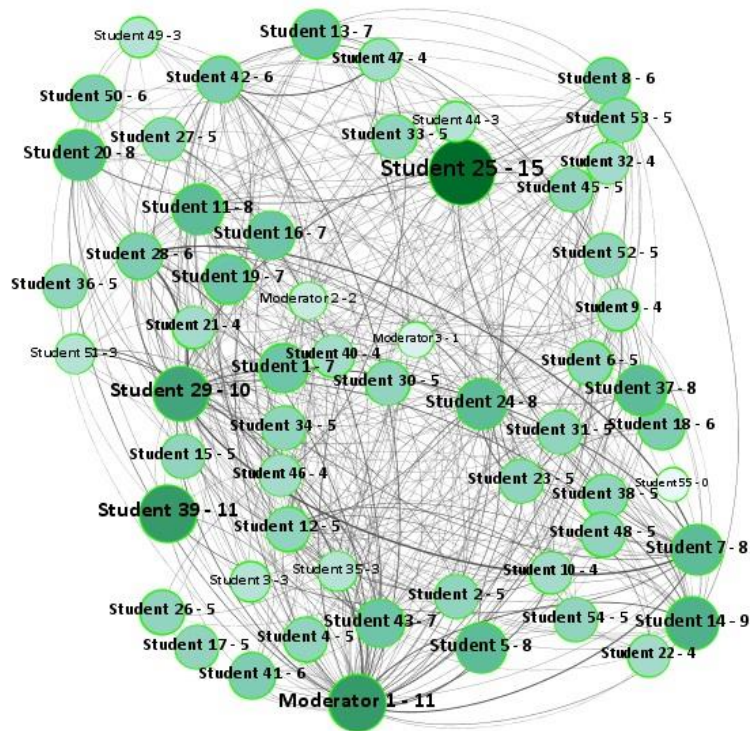 Student 49 - 3
Student 13 - 7
Student 47 - 4
Student 42 - 6
Student 8 - 6
Student 50 - 6
Student 53 - 5
Student 44 - 3
Student 27 - 5
Student 33 - 5
Student 20 - 8
Student 32 - 4
Student 25 - 15
Student 45 - 5
Student 11 - 8
Student 16 - 7
Student 28 - 6
Student 52 - 5
Student 19 - 7
Student 36 - 5
Moderator 2 - 2
Student 9 - 4
Student 21 - 4
Moderator 3 - 1
Student 51 - 3
Student 40 - 4
Student 6 - 5
Student 1 - 7
Student 30 - 5
Student 29 - 10
Student 37 - 8
Student 24 - 8
Student 34 - 5
Student 31 - 5
Student 18 - 6
Student 15 - 5
Student 46 - 4
Student 23 - 5
Student 55 - 0
Student 38 - 5
Student 39 - 11
Student 12 - 5
Student 48 - 5
Student 7 - 8
Student 35 - 3
Student 10 - 4
Student 3 - 3
Student 2 - 5
Student 26 - 5
Student 54 - 5
Student 43 - 7
Student 14 - 9
Student 17 - 5
Student 4 - 5
Student 5 - 8
Student 22 - 4
Student 41 - 6
Moderator 1 - 11